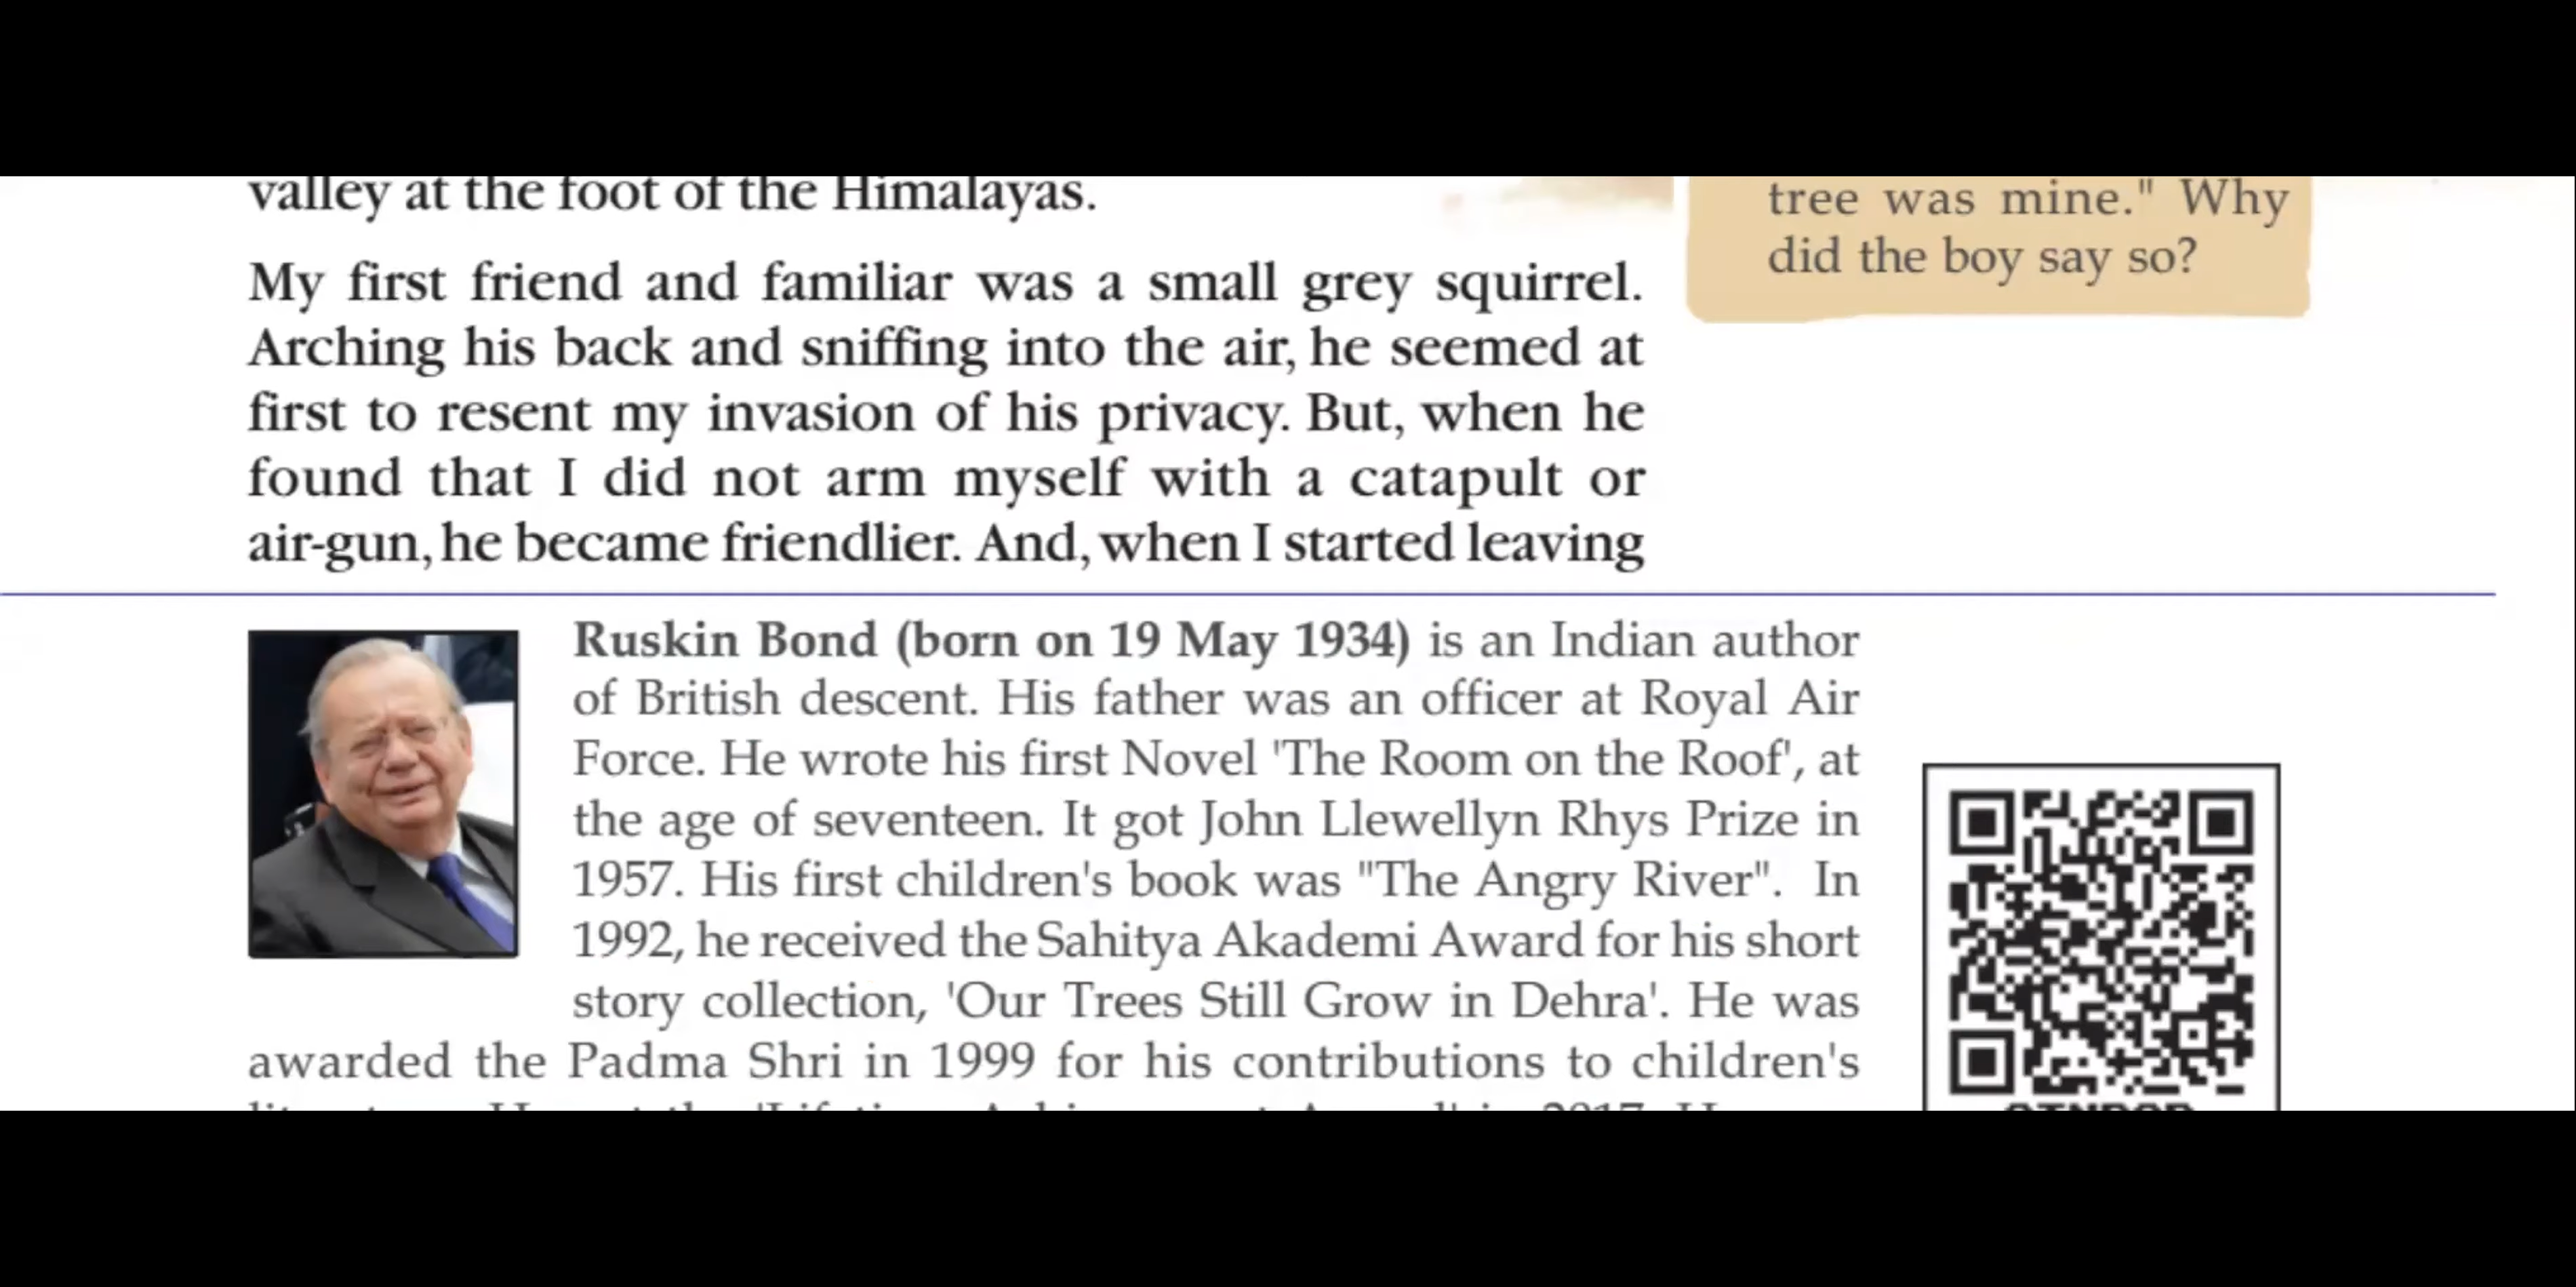 valley at the foot of the Himalayas.
My first friend and familiar was a small grey squirrel.
Arching his back and sniffing into the air, he seemed at
first to resent my invasion of his privacy. But, when he
found that I did not arm myself with a catapult or
air-gun, he became friendlier. And, when I started leaving
tree was mine." Why
did the boy say so?
Ruskin Bond (born on 19 May 1934) is an Indian author
of British descent. His father was an officer at Royal Air
Force. He wrote his first Novel 'The Room on the Roof', at
the age of seventeen. It got John Llewellyn Rhys Prize in
1957. His first children's book was "The Angry River". In
1992, he received the Sahitya Akademi Award for his short
story collection, 'Our Trees Still Grow in Dehra'. He was
awarded the Padma Shri in 1999 for his contributions to children's